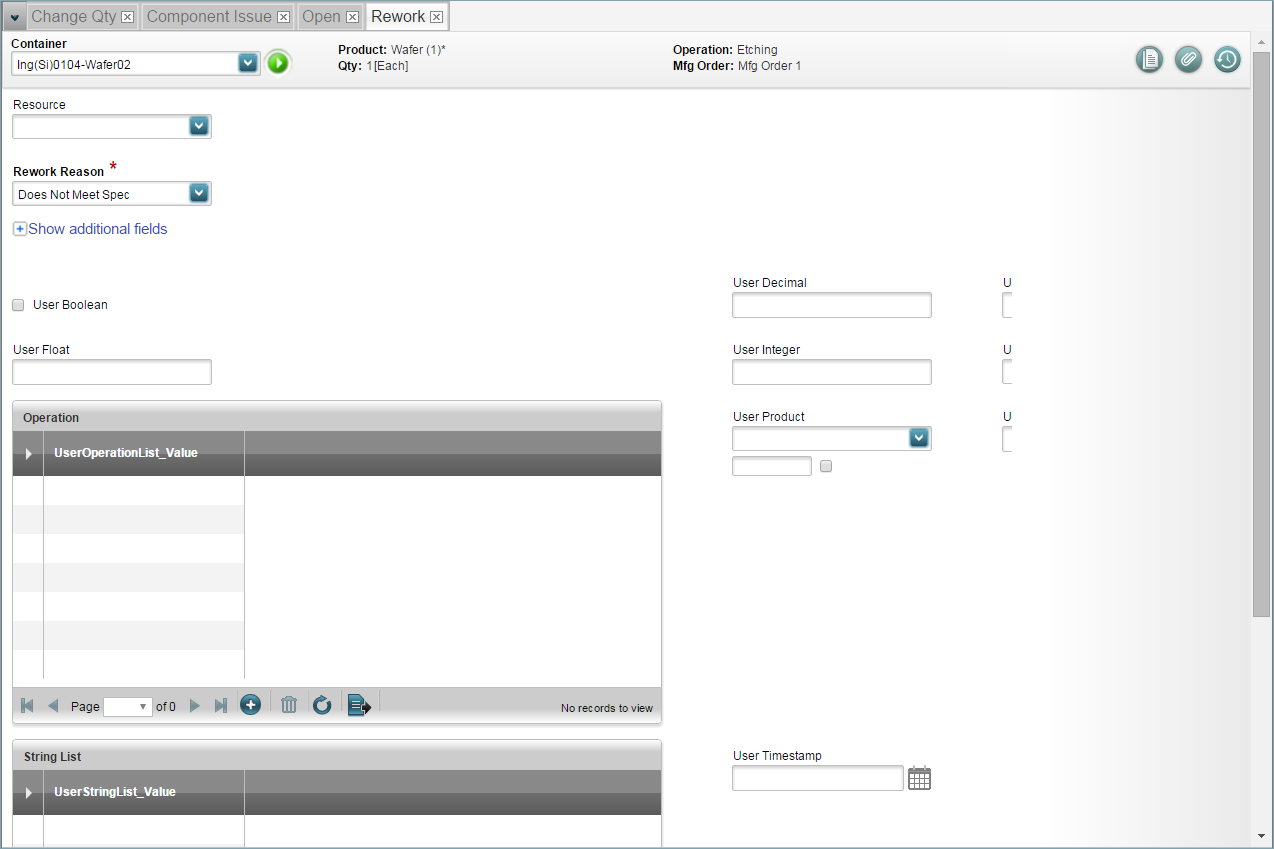 Change Qty
Component Issue
Open
Rework
Container
Ing(Si)0104-Wafer02
Product: Wafer (1)*
Qty: 1[Each]
Operation: Etching
Mfg Order: Mfg Order 1
Resource
Rework Reason *
Does Not Meet Spec
Show additional fields
User Boolean
User Decimal
U
User Float
User Integer
U
Operation
UserOperationList_Value
User Product
U
Page
of 0
No records to view
String List
UserStringList_Value
User Timestamp